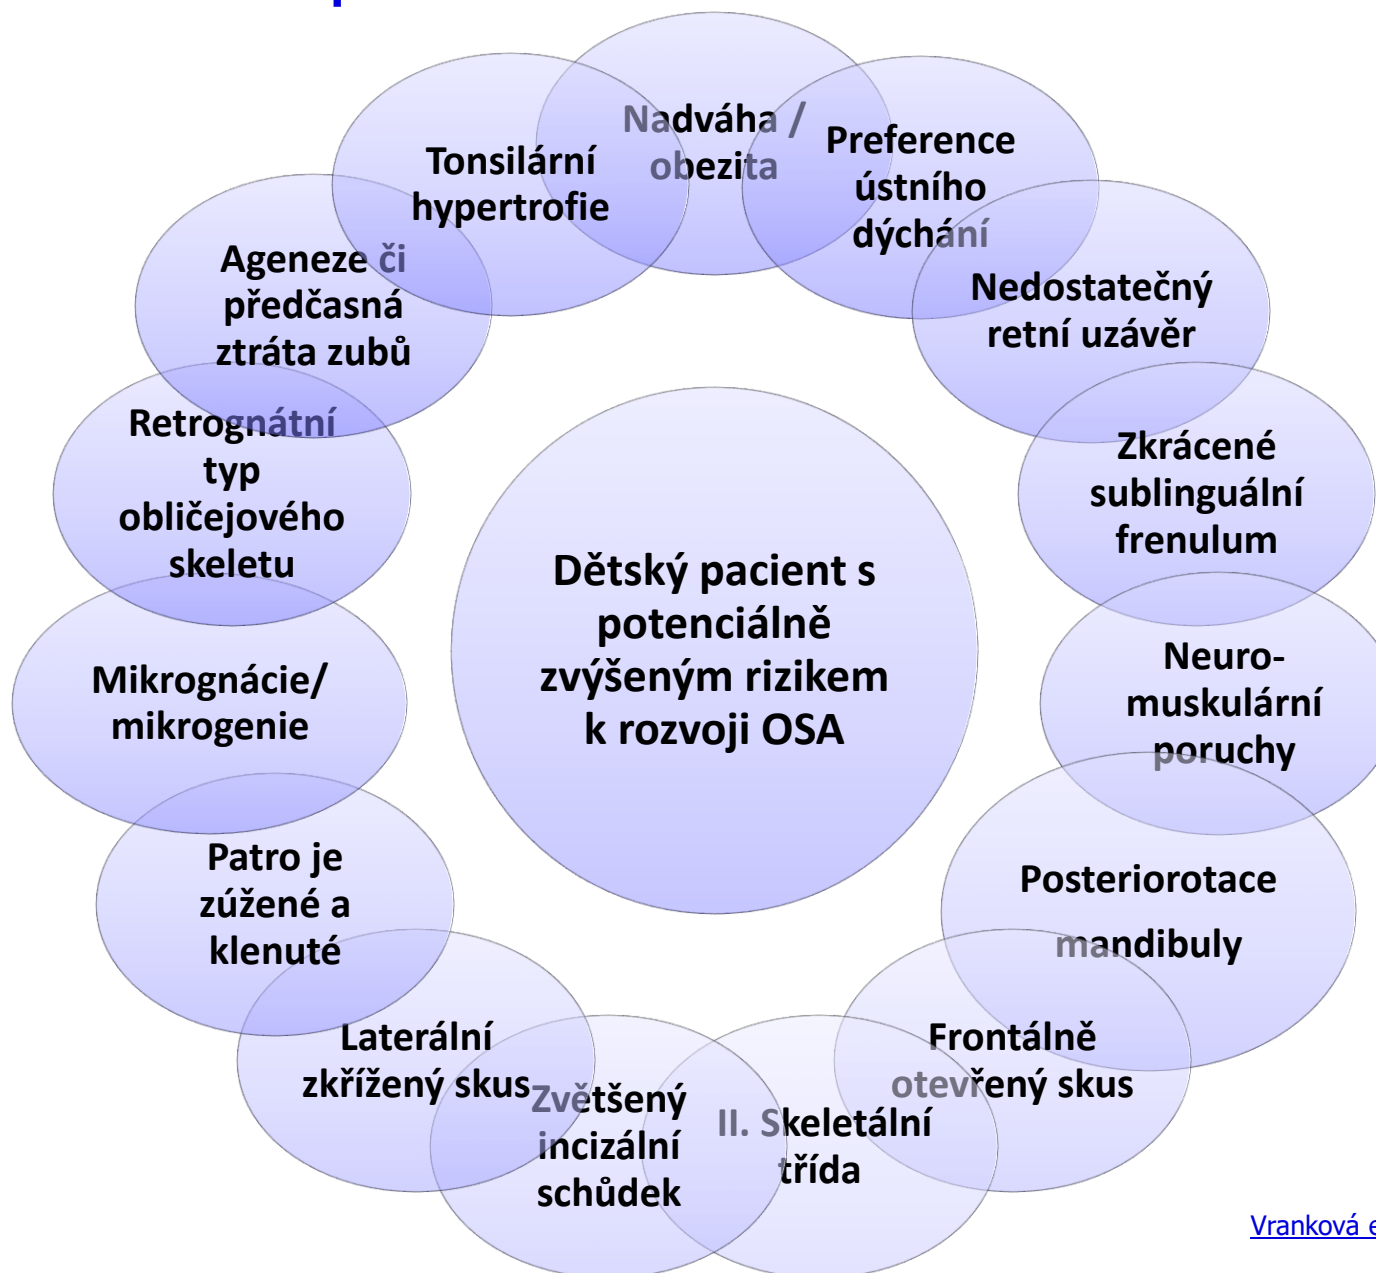 Nadváha /
obezita
Preference
ústního
dýchání
Nedostatečný
retní uzávěr
Zkrácené
sublinguální
frenulum
Neuro-
muskulární
poruchy
Posteriorotace
mandibuly
Frontálně
otevřený skus
II. Skeletální
třída
Zvětšený
incizální
schůdek
Laterální
zkřížený skus
Patro je
zúžené a
klenuté
Mikrognácie/
mikrogenie
Retrognátní
typ
obličejového
skeletu
Ageneze či
předčasná
ztráta zubů
Tonsilární
hypertrofie
Dětský pacient s
potenciálně
zvýšeným rizikem
k rozvoji OSA
Vranková